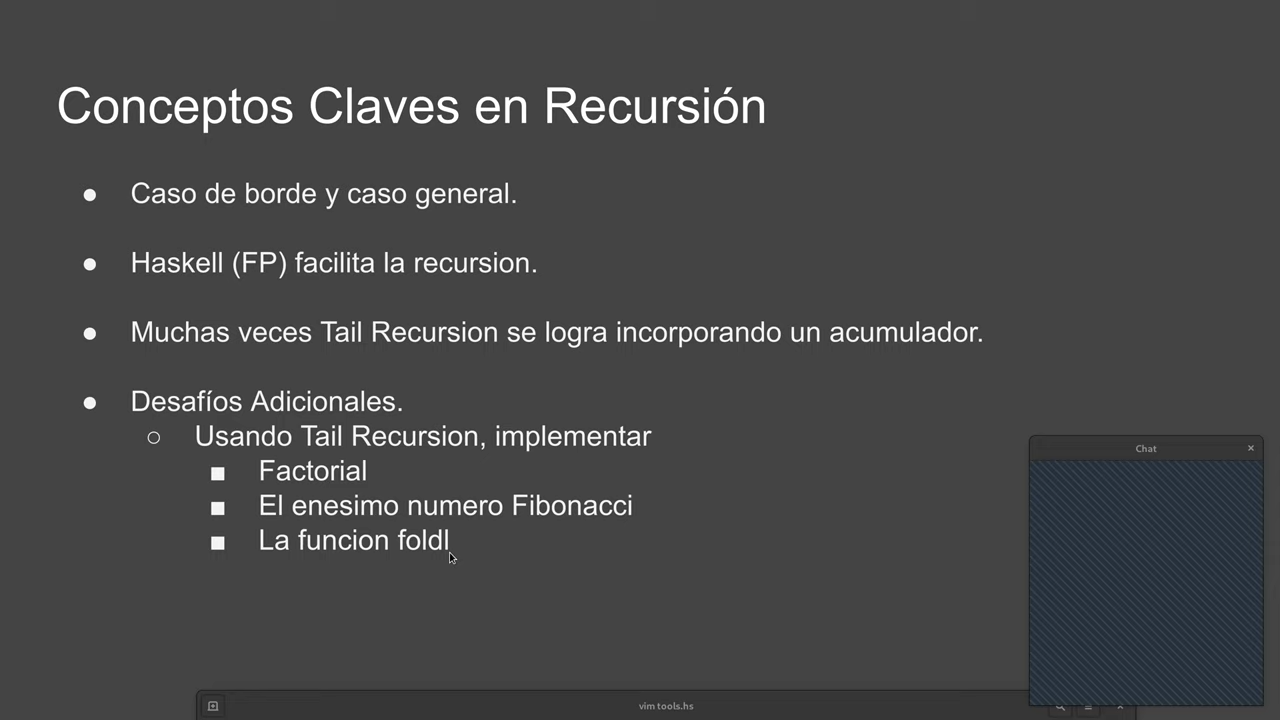 Conceptos Claves en Recursión
● Caso de borde y caso general.
● Haskell (FP) facilita la recursion.
● Muchas veces Tail Recursion se logra incorporando un acumulador.
● Desafíos Adicionales.
○ Usando Tail Recursion, implementar
■ Factorial
■ El enesimo numero Fibonacci
■ La funcion foldl
Chat
vim tools.hs